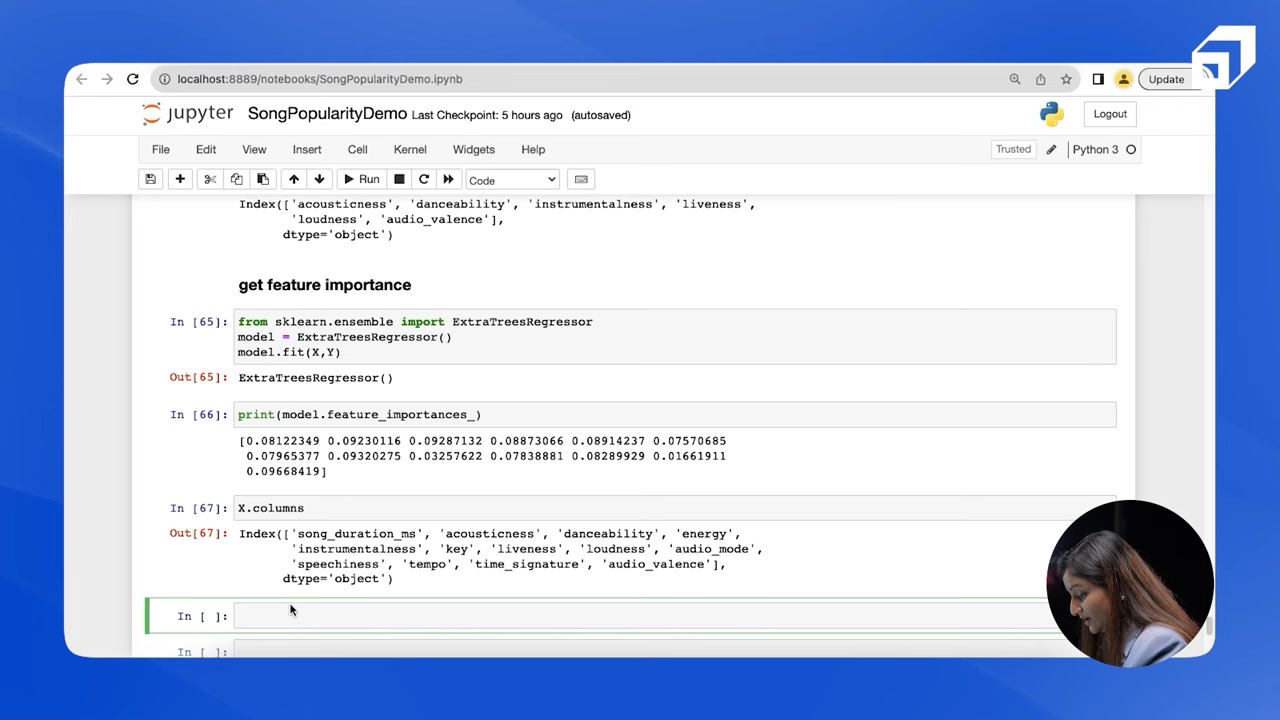 localhost:8889/notebooks/SongPopularityDemo.ipynb
Update
jupyter SongPopularityDemo Last Checkpoint: 5 hours ago (autosaved)
Logout
File Edit View Insert Cell Kernel Widgets Help
Trusted Python 3
Run Code
Index(['acousticness', 'danceability', 'instrumentalness', 'liveness',
'loudness', 'audio_valence'],
dtype='object')
get feature importance
In [65]: from sklearn.ensemble import ExtraTreesRegressor
model = ExtraTreesRegressor()
model.fit(X,Y)
Out[65]: ExtraTreesRegressor()
In [66]: print(model.feature_importances_)
[0.08122349 0.09230116 0.09287132 0.08873066 0.08914237 0.07570685
0.07965377 0.09320275 0.03257622 0.07838881 0.08289929 0.01661911
0.09668419]
In [67]: X.columns
Out[67]: Index(['song_duration_ms', 'acousticness', 'danceability', 'energy',
'instrumentalness', 'key', 'liveness', 'loudness', 'audio_mode',
'speechiness', 'tempo', 'time_signature', 'audio_valence'],
dtype='object')
In [ ]:
In [ ]: